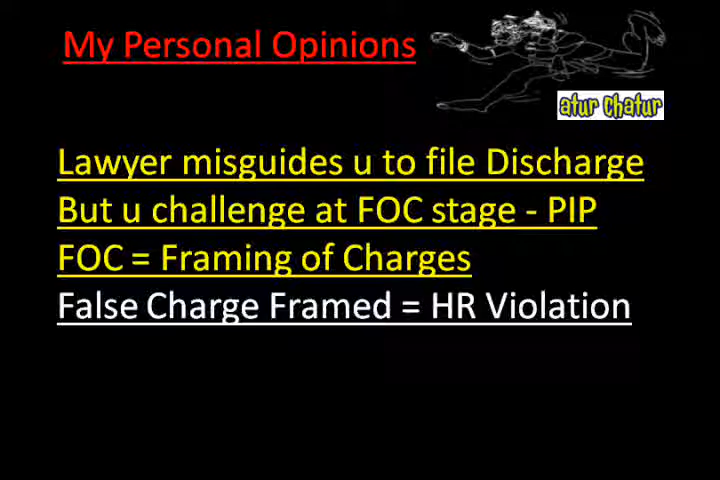 My Personal Opinions
atur chatur
Lawyer misguides u to file Discharge
But u challenge at FOC stage - PIP
FOC = Framing of Charges
False Charge Framed = HR Violation